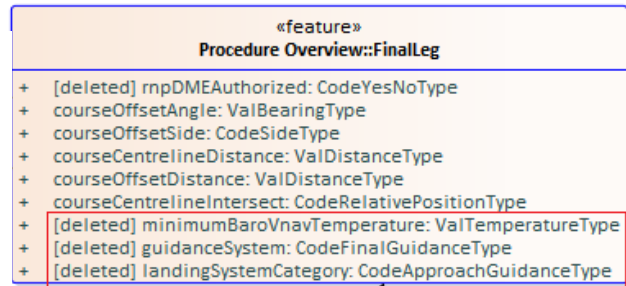 «feature»
Procedure Overview::FinalLeg
+ [deleted] rnpDMEAuthorized: CodeYesNoType
+ courseOffsetAngle: ValBearingType
+ courseOffsetSide: CodeSideType
+ courseCentrelineDistance: ValDistanceType
+ courseOffsetDistance: ValDistanceType
+ courseCentrelineIntersect: CodeRelativePositionType
+ [deleted] minimumBaroVnavTemperature: ValTemperatureType
+ [deleted] guidanceSystem: CodeFinalGuidanceType
+ [deleted] landingSystemCategory: CodeApproachGuidanceType